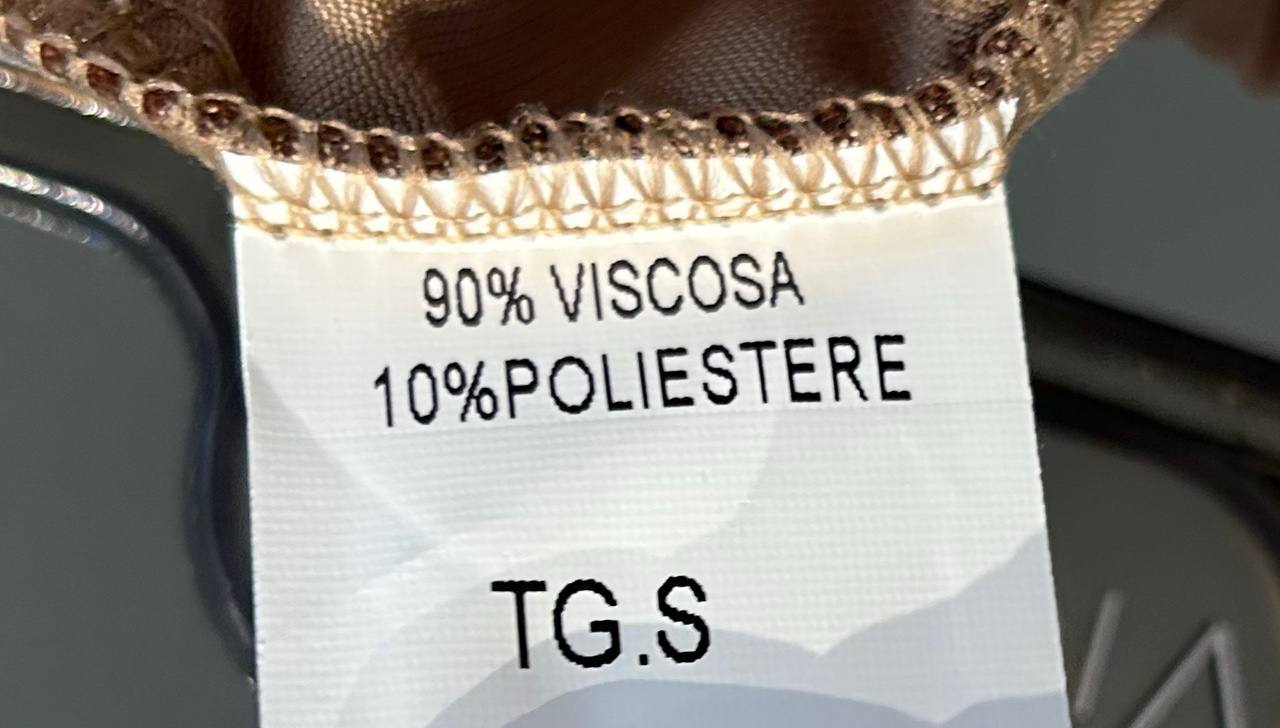 90% VISCOSA
10%POLIESTERE
TG.S